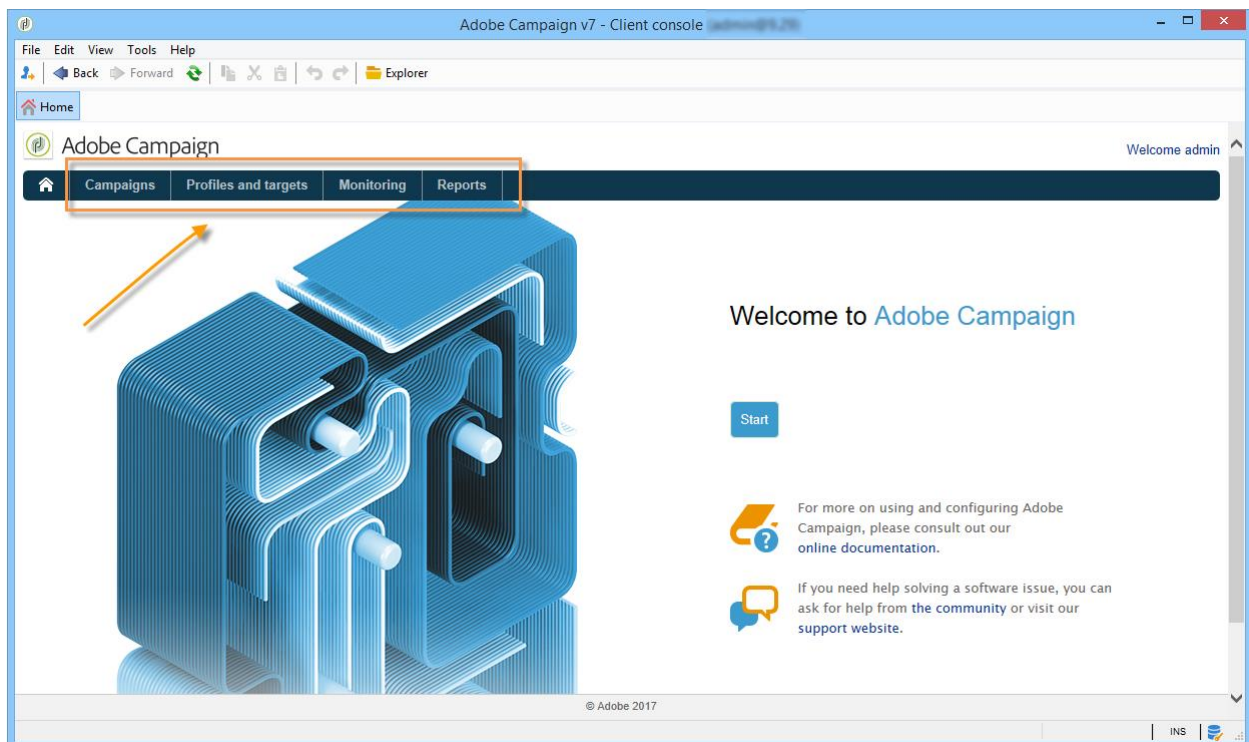 Adobe Campaign v7 - Client console
File Edit View Tools Help
Back Forward Explorer
Home
Adobe Campaign
Welcome admin
Campaigns Profiles and targets Monitoring Reports
Welcome to Adobe Campaign
Start
For more on using and configuring Adobe
Campaign, please consult out our
online documentation.
If you need help solving a software issue, you can
ask for help from the community or visit our
support website.
© Adobe 2017
INS